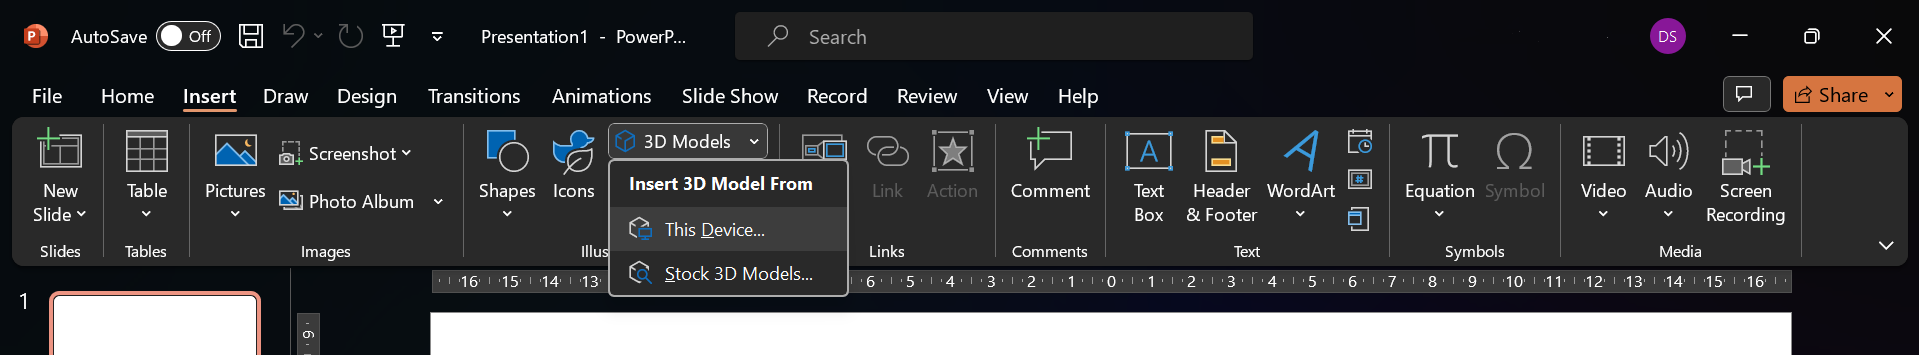 AutoSave Off Presentation1 - PowerP... Search DS
File Home Insert Draw Design Transitions Animations Slide Show Record Review View Help Share
New Slide
Table
Pictures
Screenshot
Photo Album
Shapes
Icons
3D Models
Insert 3D Model From
This Device...
Stock 3D Models...
Link
Action
Comment
Text Box
Header & Footer
WordArt
Equation
Symbol
Video
Audio
Screen Recording
Slides Tables Images Illus Links Comments Text Symbols Media
16 15 14 13 6 5 4 3 2 1 0 1 2 3 4 5 6 7 8 9 10 11 12 13 14 15 16
1
9